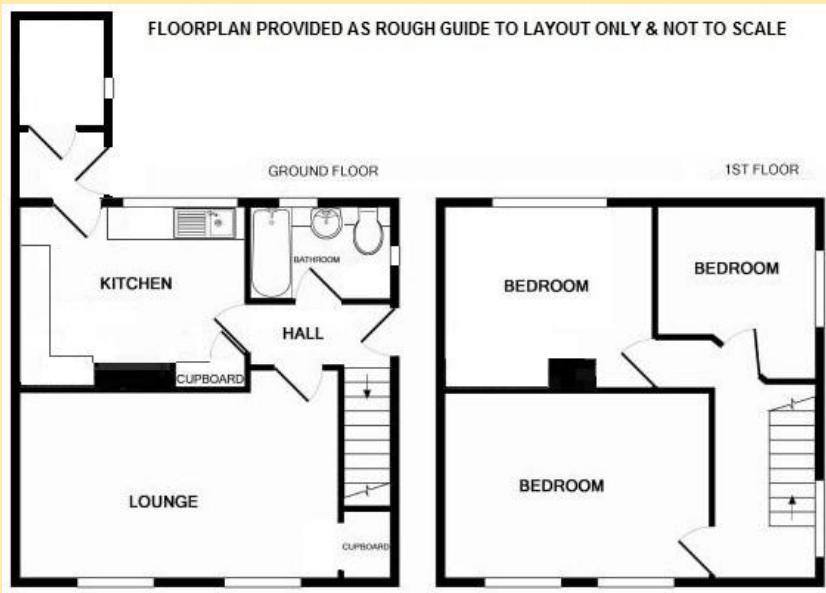 FLOORPLAN PROVIDED AS ROUGH GUIDE TO LAYOUT ONLY & NOT TO SCALE
GROUND FLOOR
1ST FLOOR
KITCHEN
BATHROOM
HALL
CUPBOARD
LOUNGE
CUPBOARD
BEDROOM
BEDROOM
BEDROOM